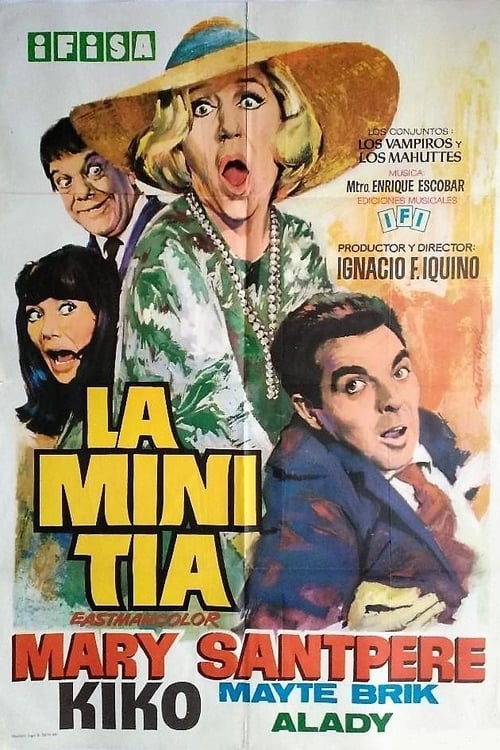 IFISA
LOS CONJUNTOS:
LOS VAMPIROS Y
LOS MAHUTTES
MUSICA
Mtro. ENRIQUE ESCOBAR
EDICIONES MUSICALES
IFI
PRODUCTOR Y DIRECTOR:
IGNACIO F. IQUINO
LA
MINI
TIA
EASTMANCOLOR
MARY SANTPERE
KIKO MAYTE BRIK
ALADY